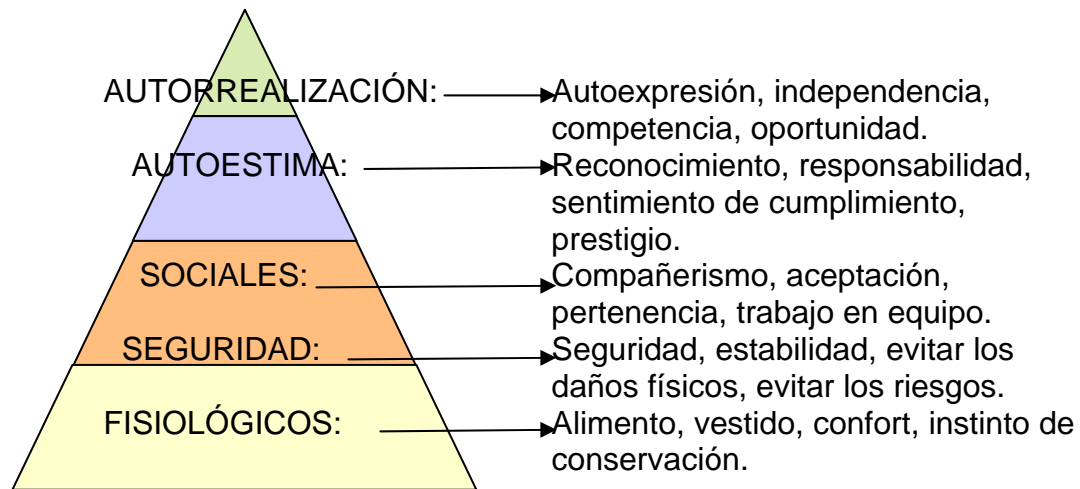 AUTORREALIZACIÓN:
Autoexpresión, independencia,
competencia, oportunidad.
AUTOESTIMA:
Reconocimiento, responsabilidad,
sentimiento de cumplimiento,
prestigio.
SOCIALES:
Compañerismo, aceptación,
pertenencia, trabajo en equipo.
SEGURIDAD:
Seguridad, estabilidad, evitar los
daños físicos, evitar los riesgos.
FISIOLÓGICOS:
Alimento, vestido, confort, instinto de
conservación.